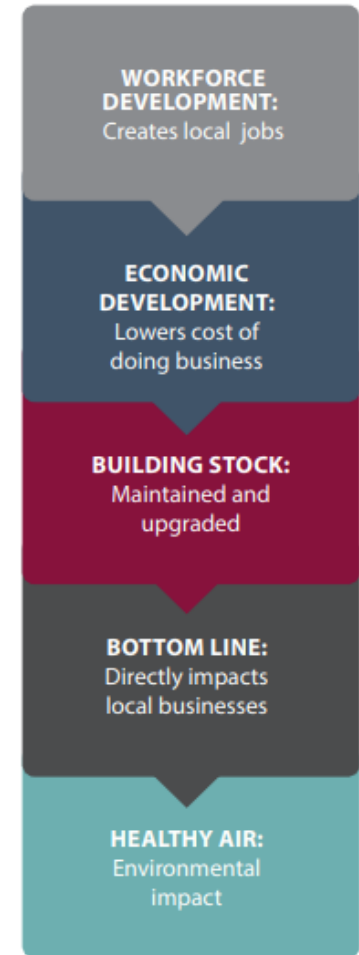 WORKFORCE
DEVELOPMENT:
Creates local jobs
ECONOMIC
DEVELOPMENT:
Lowers cost of
doing business
BUILDING STOCK:
Maintained and
upgraded
BOTTOM LINE:
Directly impacts
local businesses
HEALTHY AIR:
Environmental
impact